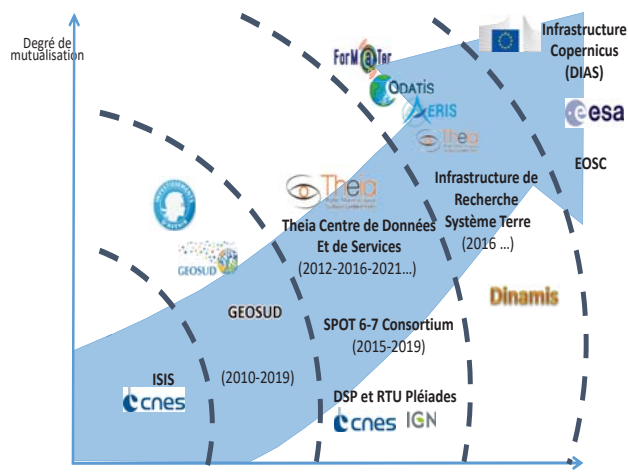 Degré de
mutualisation
ForM@Ter
ODATIS
AERIS
Theia
Infrastructure
Copernicus
(DIAS)
esa
EOSC
INVESTISSEMENTS
D'AVENIR
GEOSUD
Theia
Theia Centre de Données
Et de Services
(2012-2016-2021...)
Infrastructure de
Recherche
Système Terre
(2016 ...)
GEOSUD
(2010-2019)
SPOT 6-7 Consortium
(2015-2019)
Dinamis
ISIS
cnes
DSP et RTU Pléiades
cnes IGN